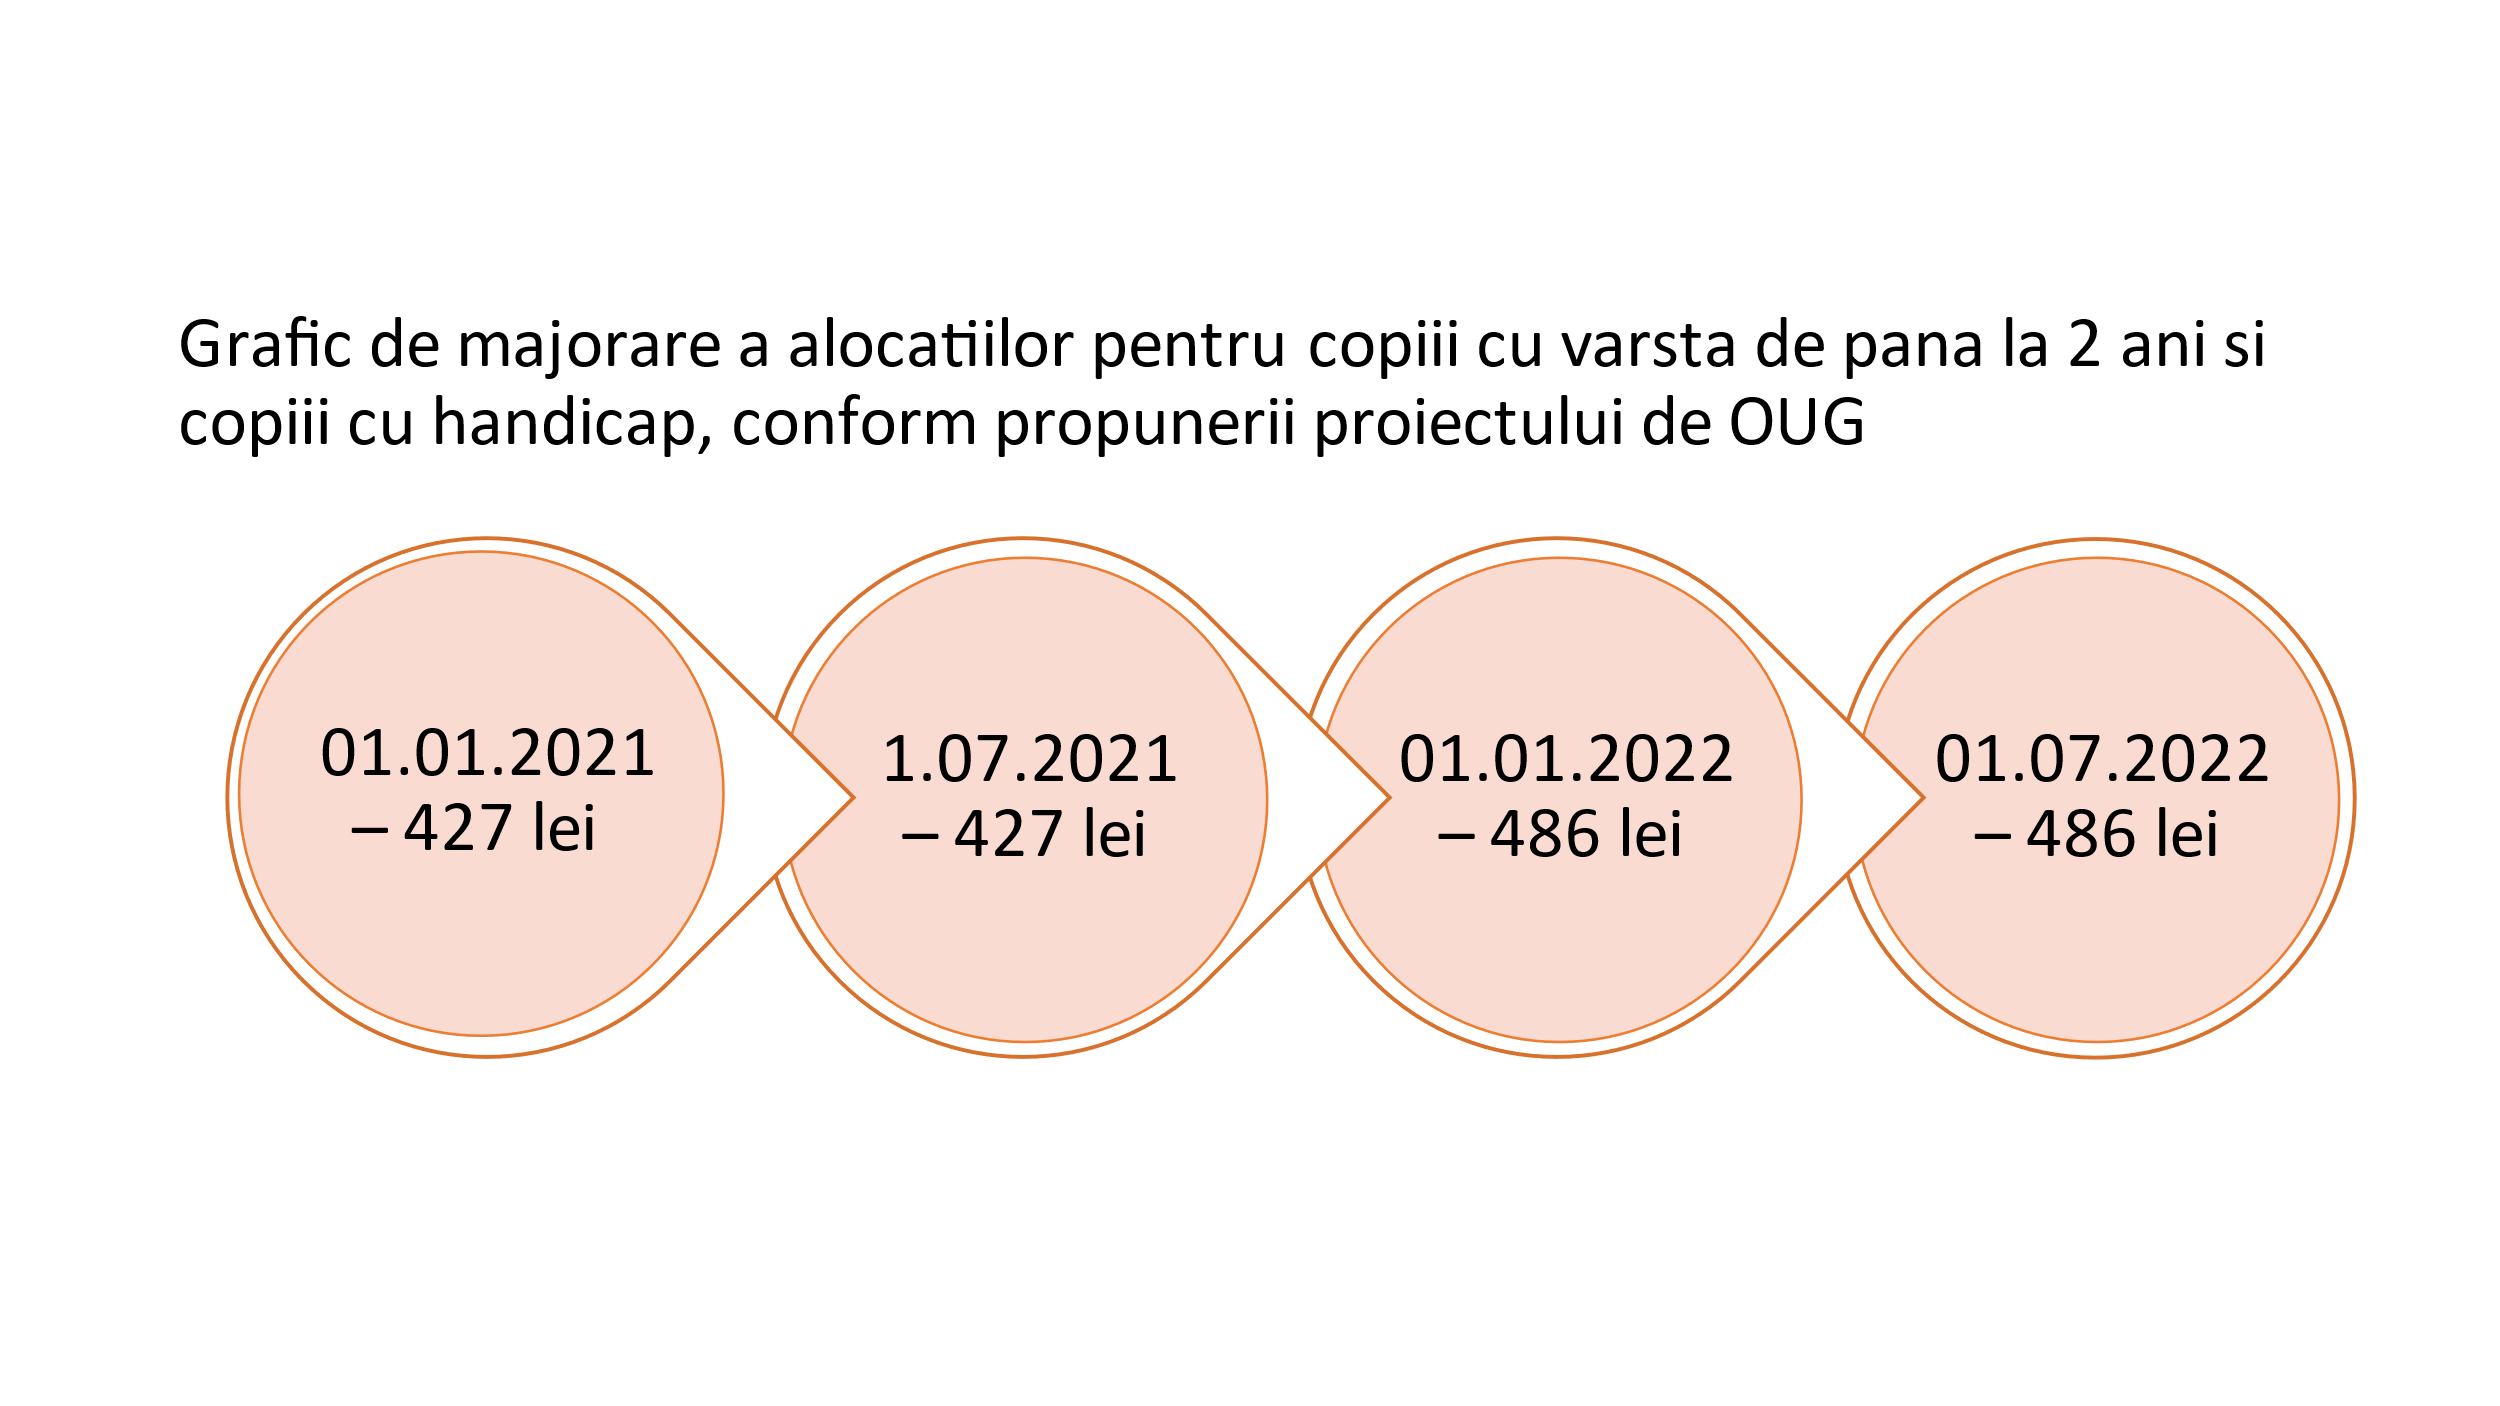 Grafic de majorare a alocatiilor pentru copiii cu varsta de pana la 2 ani si
copiii cu handicap, conform propunerii proiectului de OUG
01.01.2021
– 427 lei
1.07.2021
– 427 lei
01.01.2022
– 486 lei
01.07.2022
– 486 lei